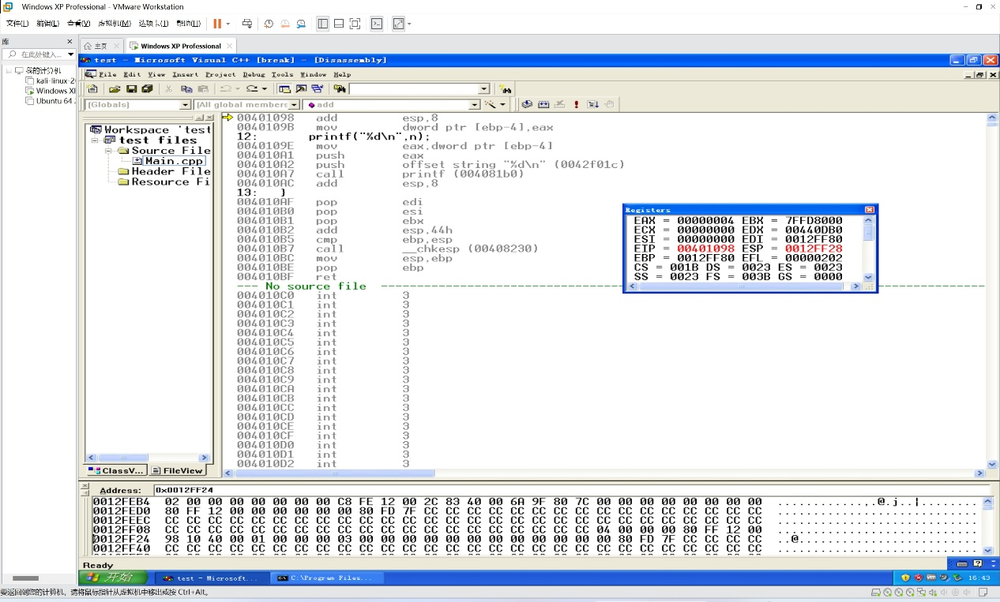 Windows XP Professional - VMware Workstation
文件(F) 编辑(E) 查看(V) 虚拟机(M) 选项卡(T) 帮助(H)
库
在此处键入...
我的计算机
kali-linux-2
Windows XI
Ubuntu 64
主页 Windows XP Professional
test - Microsoft Visual C++ [break] - [Disassembly]
File Edit View Insert Project Debug Tools Window Help
(Globals) [All global members add
Workspace 'test
test files
Source File
Main.cpp
Header File
Resource Fi
ClassV... FileView
00401098 add esp,8
0040109B mov dword ptr [ebp-4],eax
12: printf("%d\n",n);
0040109E mov eax,dword ptr [ebp-4]
004010A1 push eax
004010A2 push offset string "%d\n" (0042f01c)
004010A7 call printf (004081b0)
004010AC add esp,8
13: }
004010AF pop edi
004010B0 pop esi
004010B1 pop ebx
004010B2 add esp,44h
004010B5 cmp ebp,esp
004010B7 call __chkesp (00408230)
004010BC mov esp,ebp
004010BE pop ebp
004010BF ret
--- No source file
004010C0 int 3
004010C1 int 3
004010C2 int 3
004010C3 int 3
004010C4 int 3
004010C5 int 3
004010C6 int 3
004010C7 int 3
004010C8 int 3
004010C9 int 3
004010CA int 3
004010CB int 3
004010CC int 3
004010CD int 3
004010CE int 3
004010CF int 3
004010D0 int 3
004010D1 int 3
004010D2 int 3
Registers
EAX = 00000004 EBX = 7FFD8000
ECX = 00000000 EDX = 00440DB0
ESI = 00000000 EDI = 0012FF80
EIP = 00401098 ESP = 0012FF28
EBP = 0012FF80 EFL = 00000202
CS = 001B DS = 0023 ES = 0023
SS = 0023 FS = 003B GS = 0000
Address: 0x0012FF24
0012FEB4 02 00 00 00 00 00 00 00 C8 FE 12 00 2C 83 40 00 6A 9F 80 7C 00 00 00 00 00 00 00 00
0012FED0 80 FF 12 00 00 00 00 00 00 80 FD 7F CC CC CC CC CC CC CC CC CC CC CC CC CC CC CC CC
0012FEEC CC CC CC CC CC CC CC CC CC CC CC CC CC CC CC CC CC CC CC CC CC CC CC CC CC CC CC CC
0012FF08 CC CC CC CC CC CC CC CC CC CC CC CC CC CC CC CC CC CC CC CC 04 00 00 00 80 FF 12 00
0012FF24 98 10 40 00 01 00 00 00 03 00 00 00 00 00 00 00 00 00 00 00 00 80 FD 7F CC CC CC CC
0012FF40 CC CC CC CC CC CC CC CC CC CC CC CC CC CC CC CC CC CC CC CC CC CC CC CC CC CC CC CC
Ready
开始 test - Microsoft... C:\Program Files... 16:43
要返回到您的计算机，请将鼠标指针从虚拟机中移出或按 Ctrl+Alt。